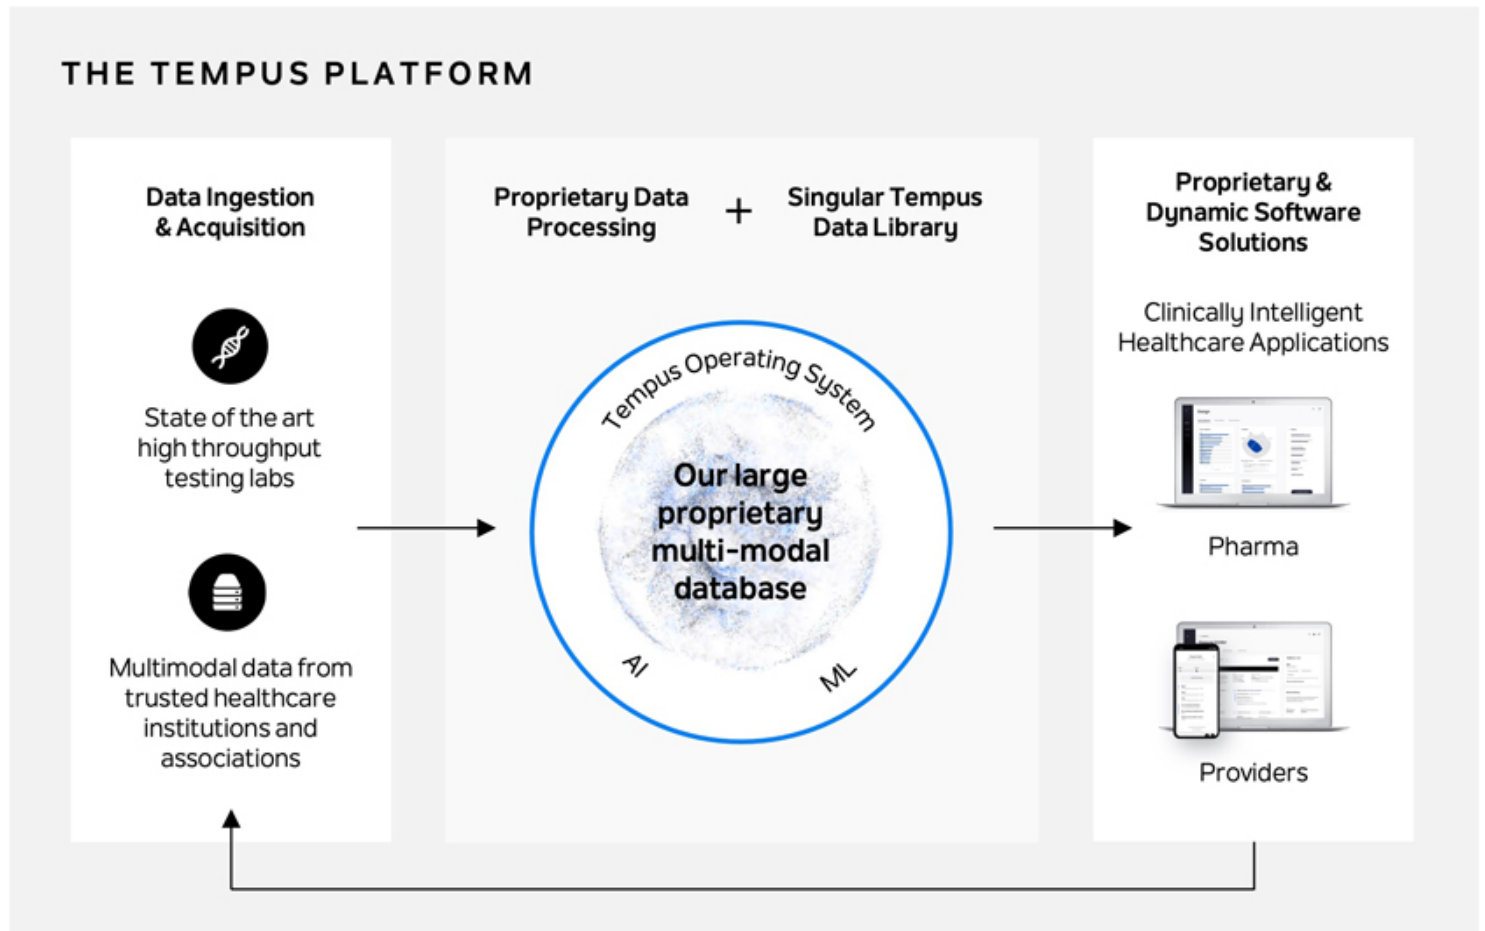 THE TEMPUS PLATFORM
Data Ingestion
& Acquisition
State of the art
high throughput
testing labs
Multimodal data from
trusted healthcare
institutions and
associations
Proprietary Data
Processing
+
Singular Tempus
Data Library
Tempus Operating System
Our large
proprietary
multi-modal
database
AI
ML
Proprietary &
Dynamic Software
Solutions
Clinically Intelligent
Healthcare Applications
Pharma
Providers